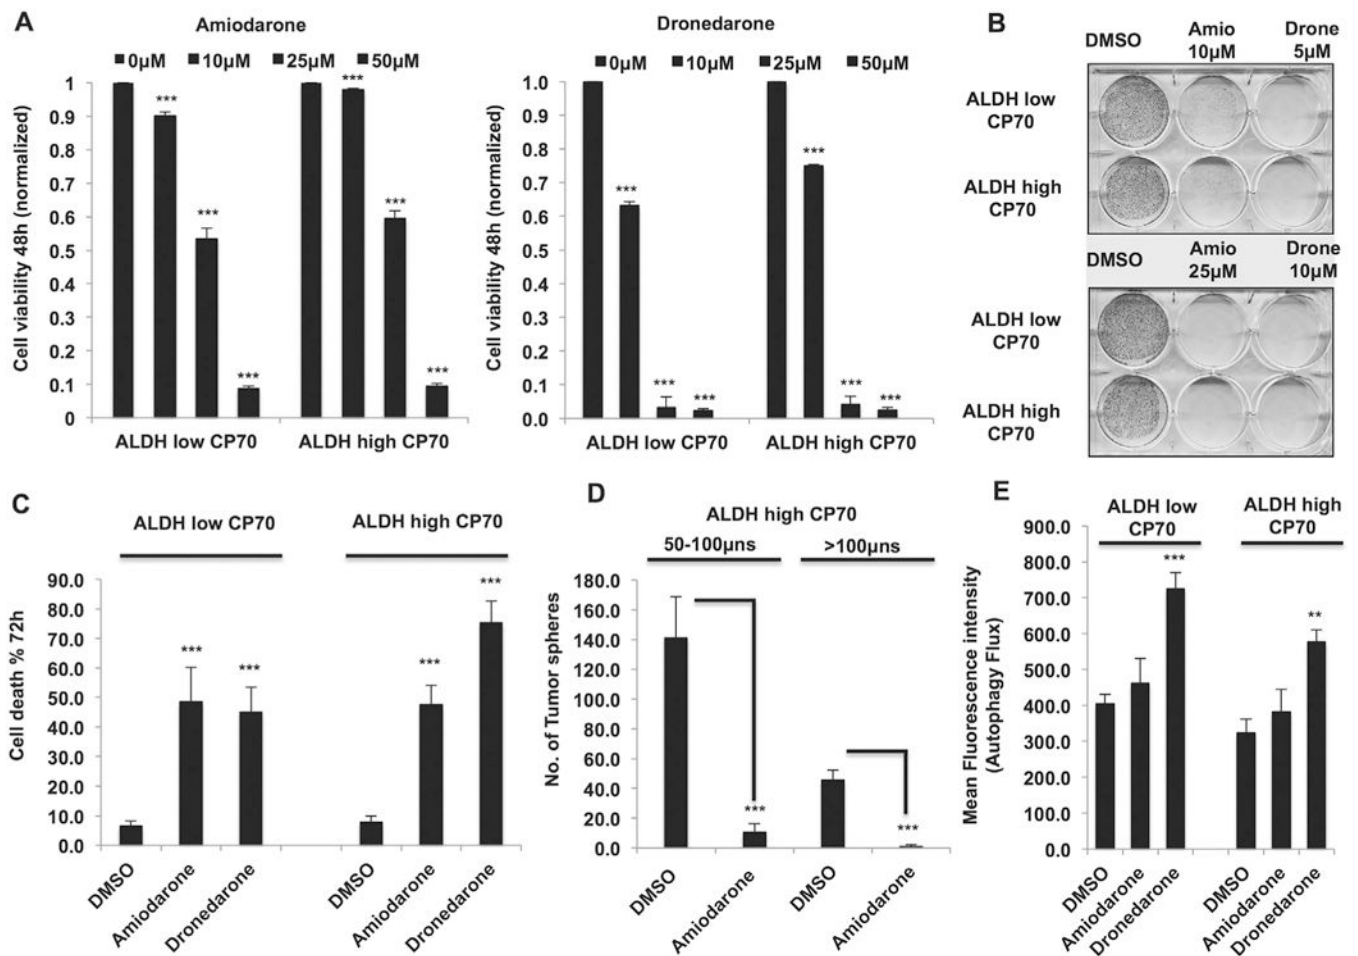 A
Amiodarone
0µM 10µM 25µM 50µM
Cell viability 48h (normalized)
1
0.9
0.8
0.7
0.6
0.5
0.4
0.3
0.2
0.1
0
***
***
***
***
***
***
ALDH low CP70 ALDH high CP70
Dronedarone
0µM 10µM 25µM 50µM
Cell viability 48h (normalized)
1
0.9
0.8
0.7
0.6
0.5
0.4
0.3
0.2
0.1
0.0
***
***
***
***
***
***
ALDH low CP70 ALDH high CP70
B
DMSO Amio 10µM Drone 5µM
ALDH low
CP70
ALDH high
CP70
DMSO Amio 25µM Drone 10µM
ALDH low
CP70
ALDH high
CP70
C
ALDH low CP70 ALDH high CP70
Cell death % 72h
90.0
80.0
70.0
60.0
50.0
40.0
30.0
20.0
10.0
0.0
***
***
***
***
DMSO Amiodarone Dronedarone DMSO Amiodarone Dronedarone
D
ALDH high CP70
50-100µns >100µns
No. of Tumor spheres
180.0
160.0
140.0
120.0
100.0
80.0
60.0
40.0
20.0
0.0
***
***
DMSO Amiodarone DMSO Amiodarone
E
ALDH low CP70 ALDH high CP70
Mean Fluorescence intensity
(Autophagy Flux)
900.0
800.0
700.0
600.0
500.0
400.0
300.0
200.0
100.0
0.0
***
**
DMSO Amiodarone Dronedarone DMSO Amiodarone Dronedarone